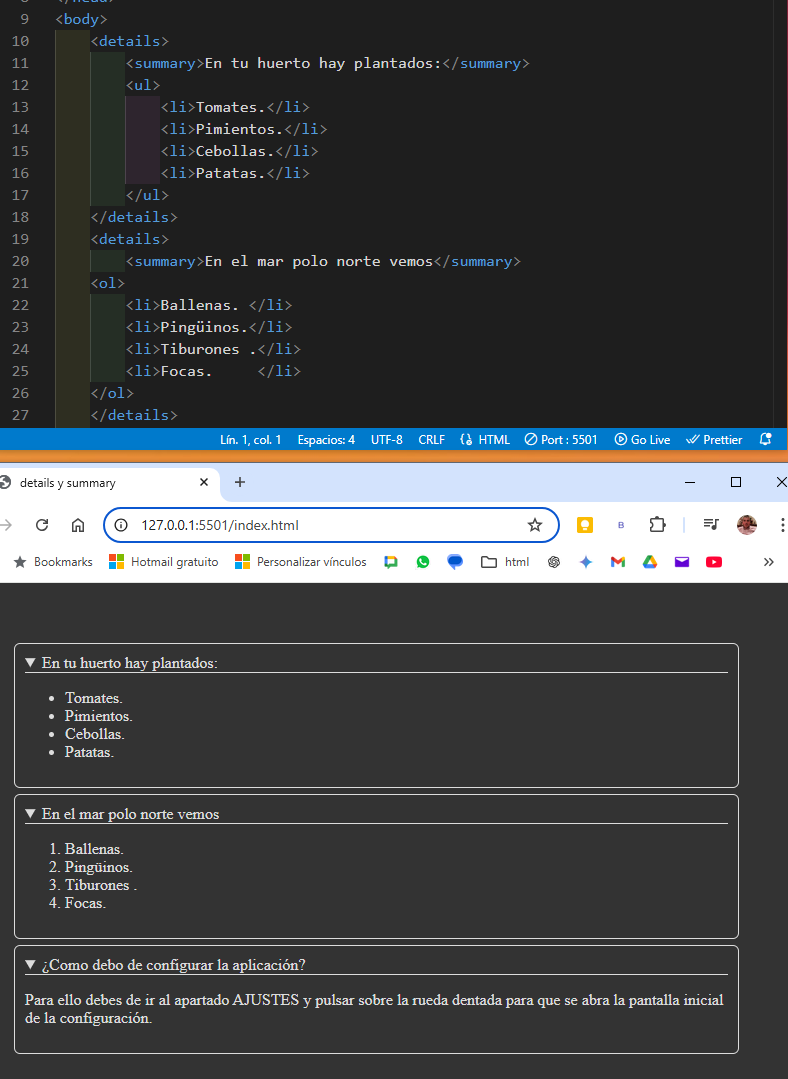 8 </head>
9 <body>
10 <details>
11 <summary>En tu huerto hay plantados:</summary>
12 <ul>
13 <li>Tomates.</li>
14 <li>Pimientos.</li>
15 <li>Cebollas.</li>
16 <li>Patatas.</li>
17 </ul>
18 </details>
19 <details>
20 <summary>En el mar polo norte vemos</summary>
21 <ol>
22 <li>Ballenas. </li>
23 <li>Pingüinos.</li>
24 <li>Tiburones .</li>
25 <li>Focas.     </li>
26 </ol>
27 </details>
Lín. 1, col. 1 Espacios: 4 UTF-8 CRLF HTML Port : 5501 Go Live Prettier
details y summary
127.0.0.1:5501/index.html B
Bookmarks Hotmail gratuito Personalizar vínculos html
En tu huerto hay plantados:
• Tomates.
• Pimientos.
• Cebollas.
• Patatas.
En el mar polo norte vemos
1. Ballenas.
2. Pingüinos.
3. Tiburones .
4. Focas.
¿Como debo de configurar la aplicación?
Para ello debes de ir al apartado AJUSTES y pulsar sobre la rueda dentada para que se abra la pantalla inicial
de la configuración.